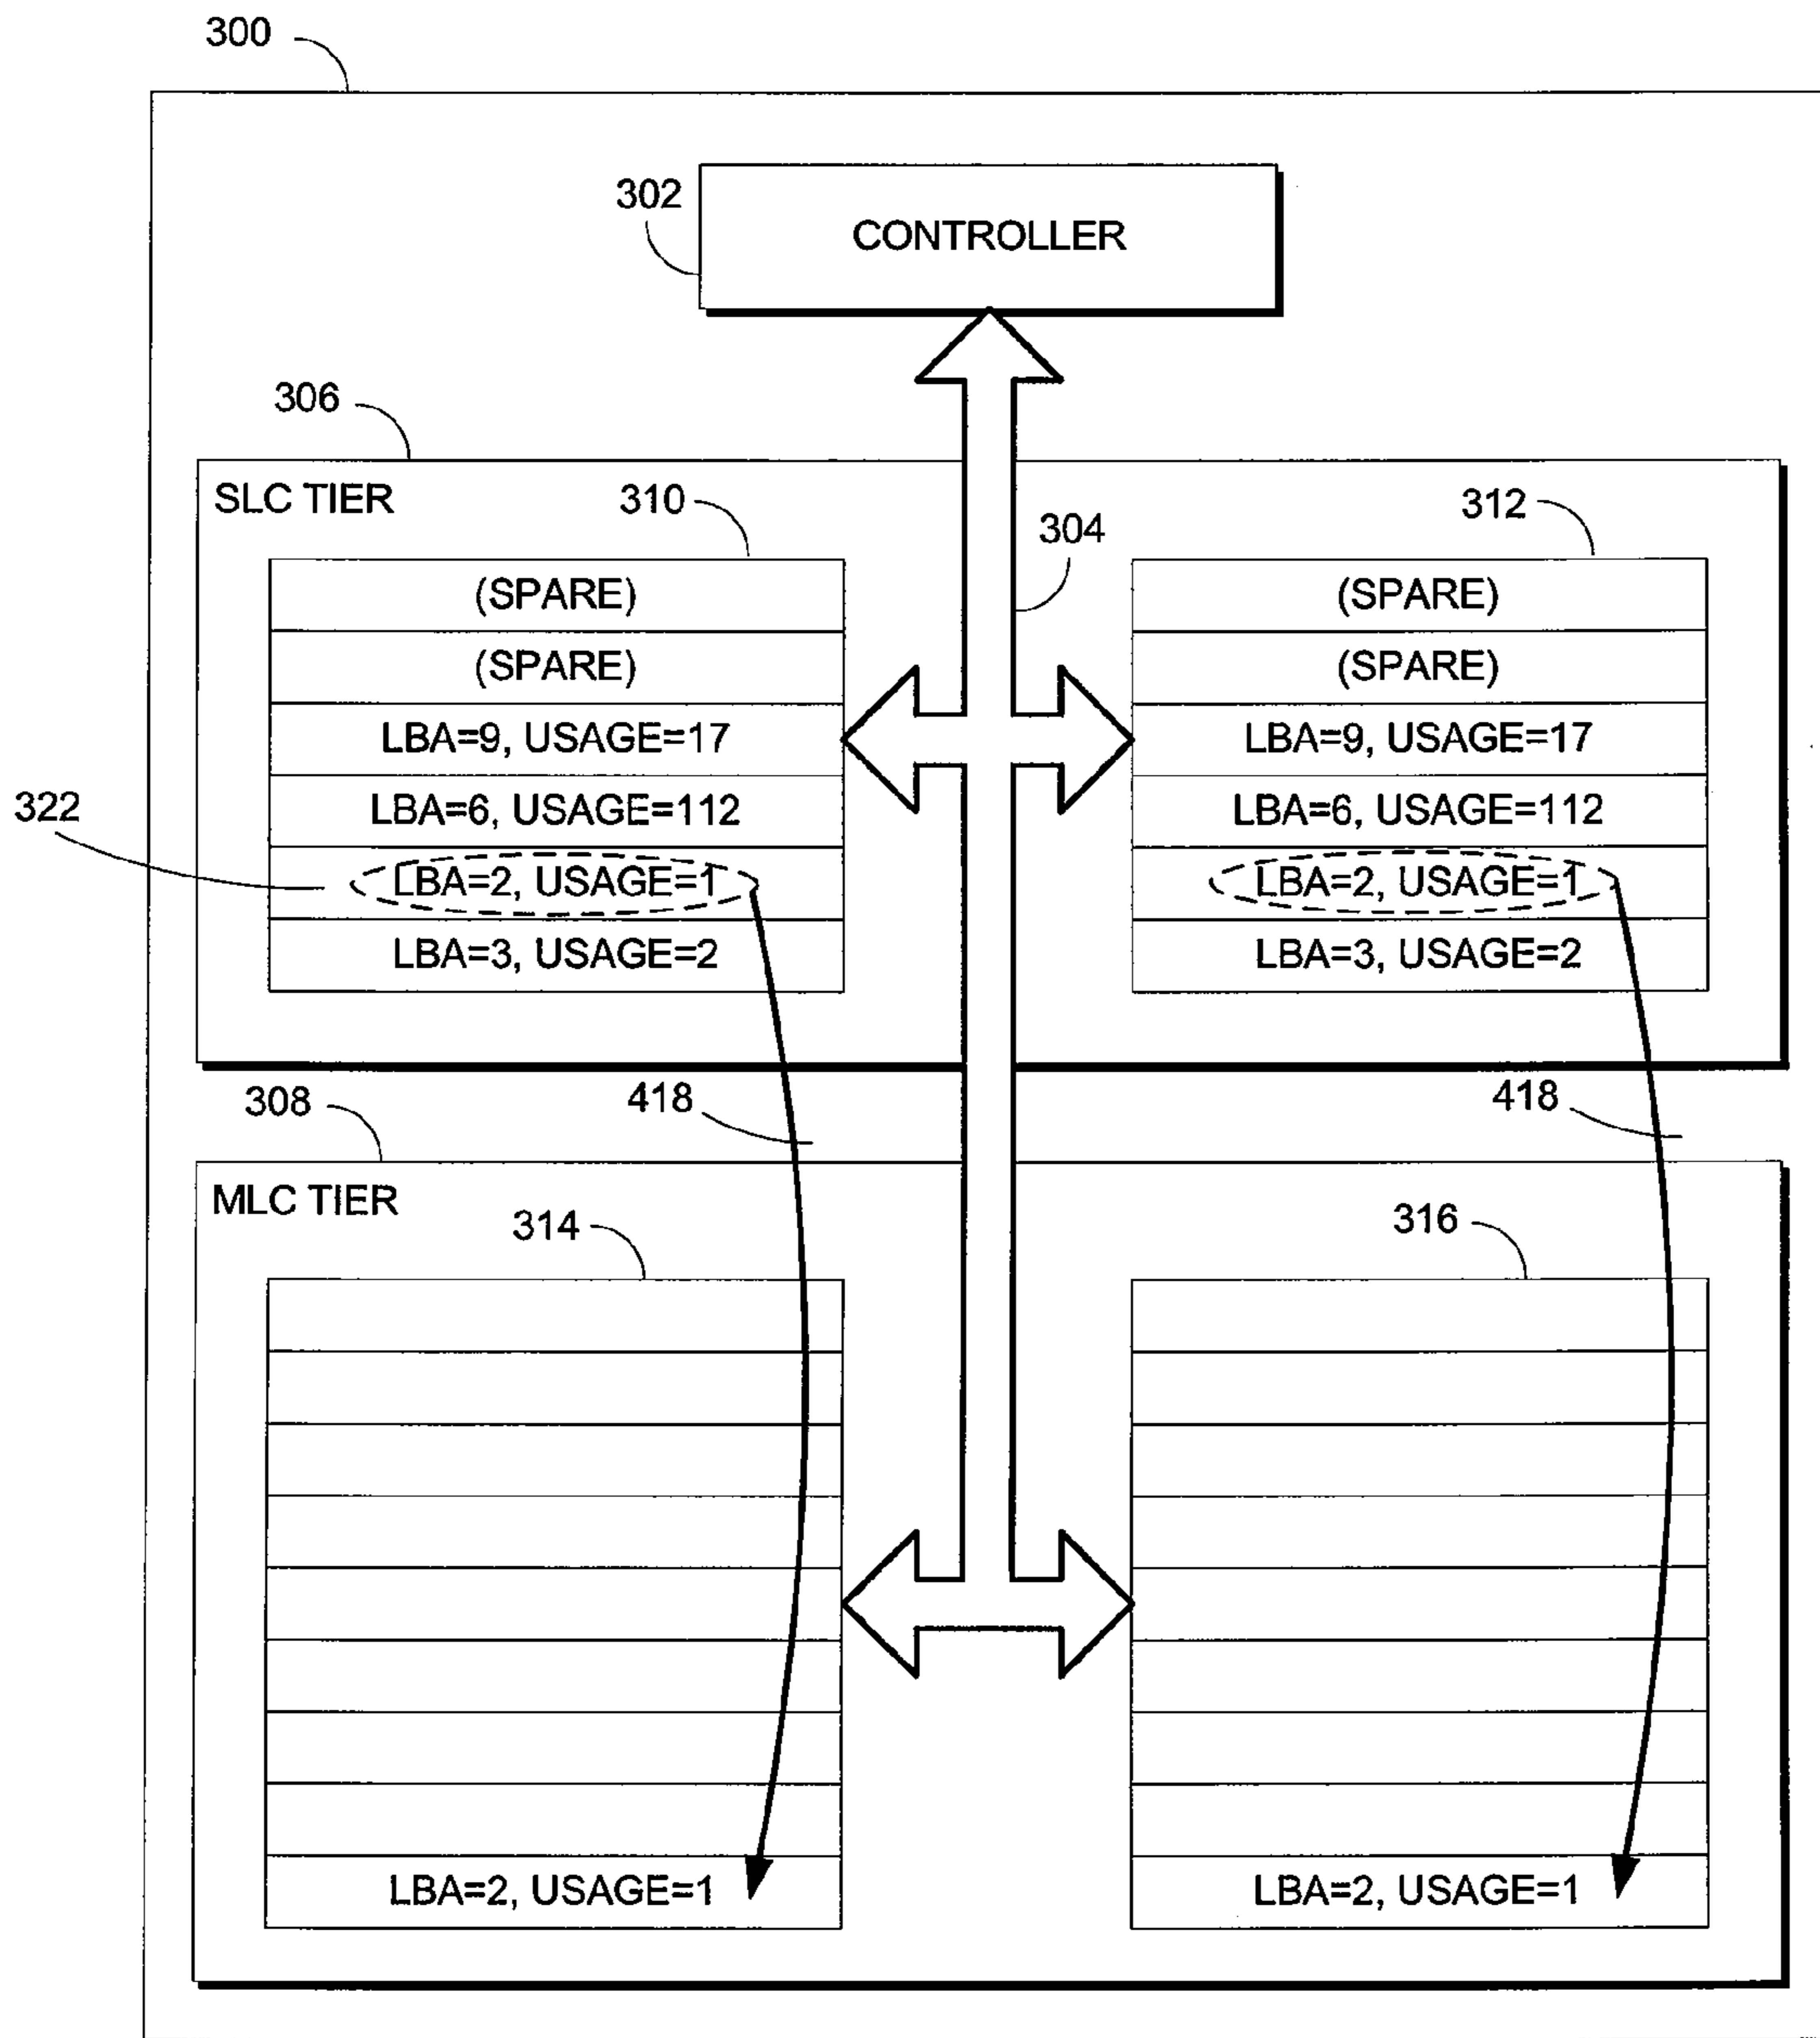 300
302
CONTROLLER
306
SLC TIER
310
304
312
(SPARE)
(SPARE)
(SPARE)
(SPARE)
LBA=9, USAGE=17
LBA=9, USAGE=17
322
LBA=6, USAGE=112
LBA=6, USAGE=112
LBA=2, USAGE=1
LBA=2, USAGE=1
LBA=3, USAGE=2
LBA=3, USAGE=2
308
418
418
MLC TIER
314
316
LBA=2, USAGE=1
LBA=2, USAGE=1